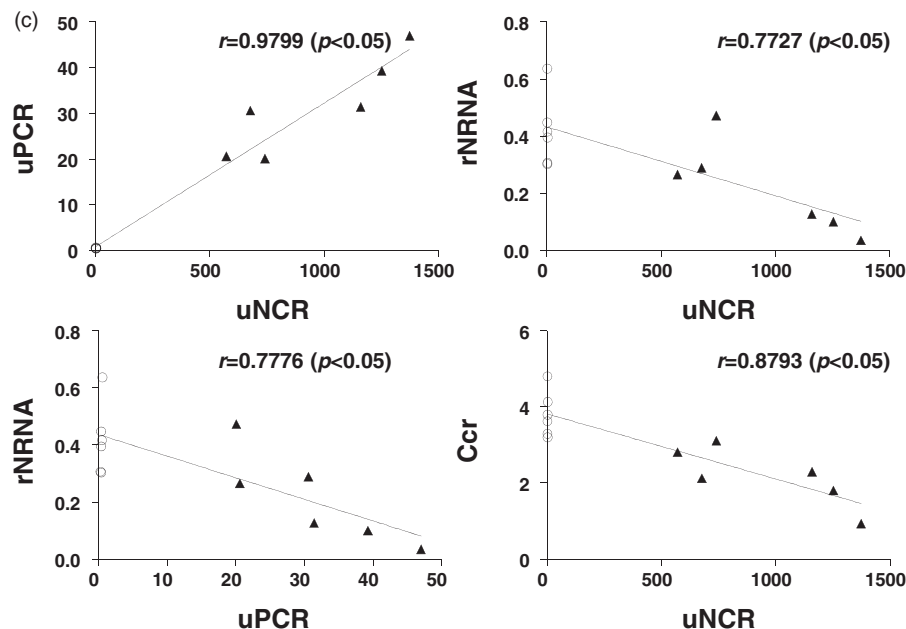 (c)
r=0.9799 (p<0.05)
uPCR
50
40
30
20
10
0
0 500 1000 1500
uNCR
r=0.7727 (p<0.05)
rNRNA
0.8
0.6
0.4
0.2
0.0
0 500 1000 1500
uNCR
r=0.7776 (p<0.05)
rNRNA
0.8
0.6
0.4
0.2
0.0
0 10 20 30 40 50
uPCR
r=0.8793 (p<0.05)
Ccr
6
4
2
0
0 500 1000 1500
uNCR